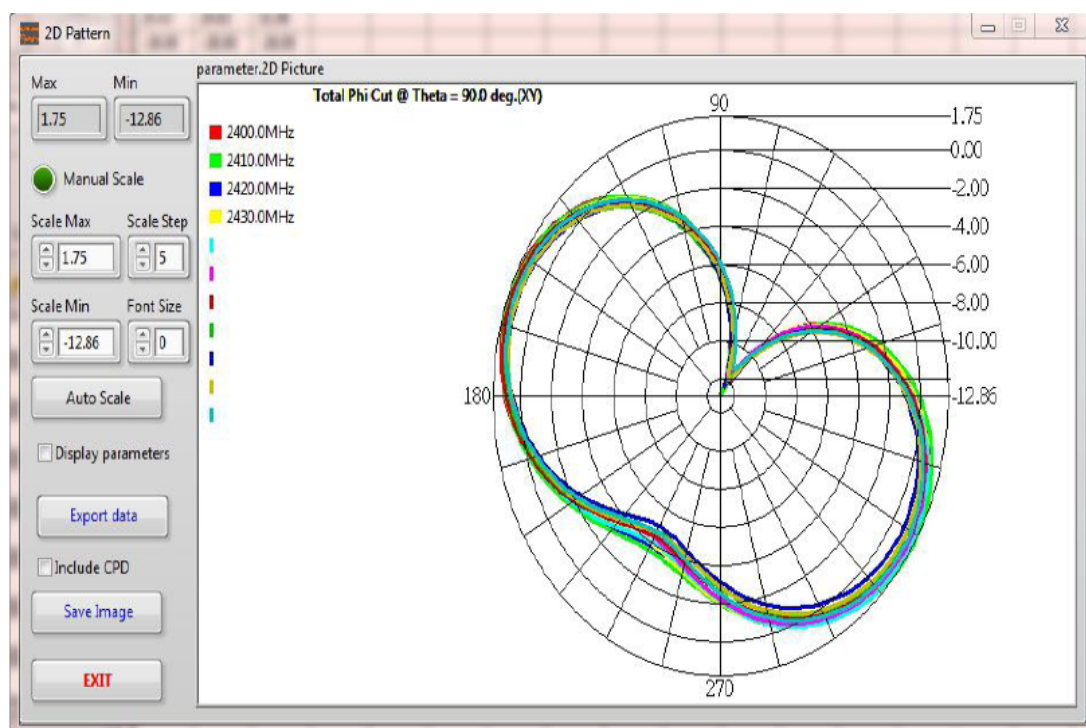 2D Pattern
Max Min
1.75 -12.86
Manual Scale
Scale Max Scale Step
1.75 5
Scale Min Font Size
-12.86 0
Auto Scale
Display parameters
Export data
Include CPD
Save Image
EXIT
parameter.2D Picture
Total Phi Cut @ Theta = 90.0 deg.(XY)
2400.0MHz
2410.0MHz
2420.0MHz
2430.0MHz
90
180
270
1.75
0.00
-2.00
-4.00
-6.00
-8.00
-10.00
-12.86